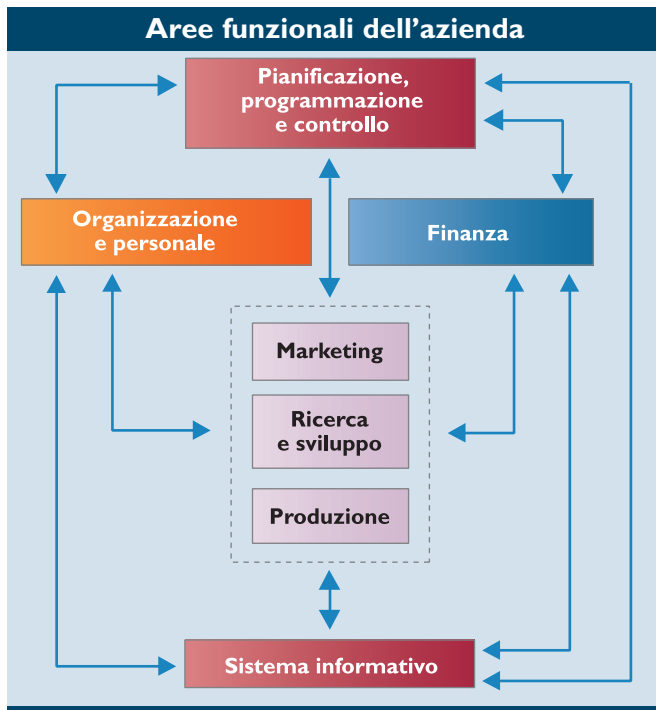 Aree funzionali dell’azienda
Pianificazione,
programmazione
e controllo
Organizzazione
e personale
Finanza
Marketing
Ricerca
e sviluppo
Produzione
Sistema informativo